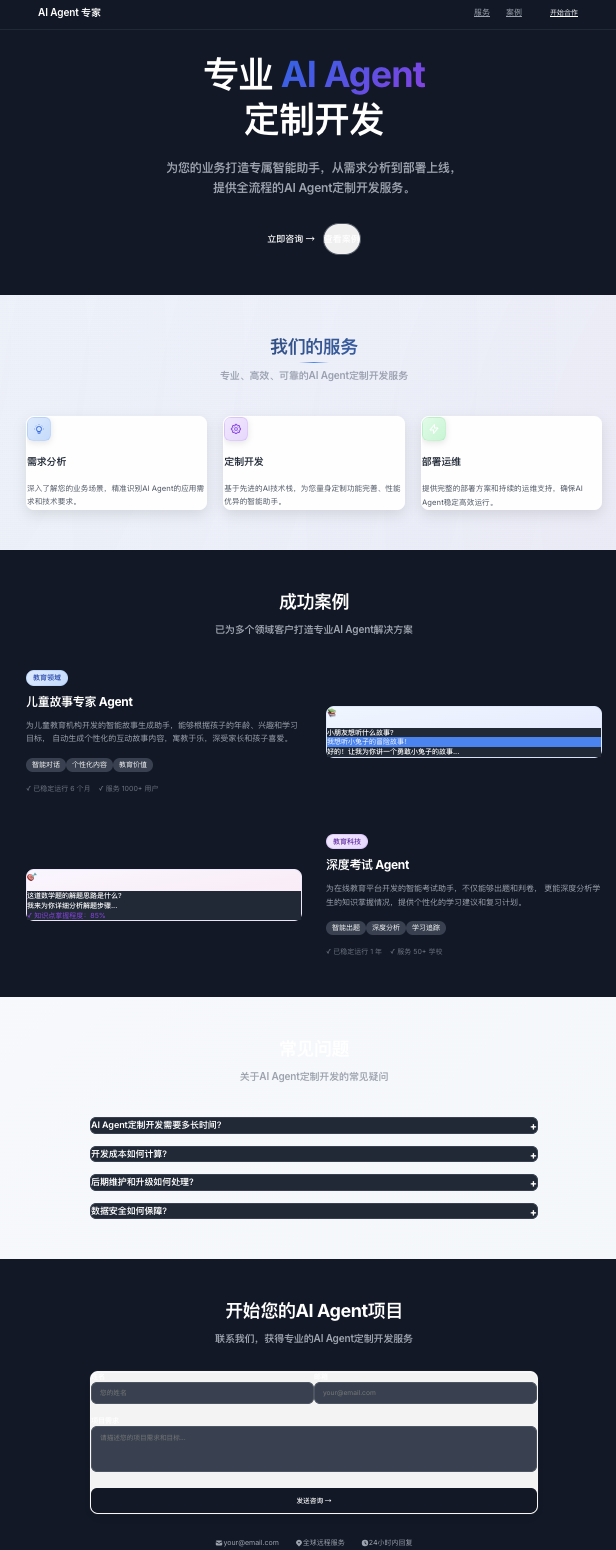 AI Agent 专家
服务 案例 开始合作
专业 AI Agent
定制开发
为您的业务打造专属智能助手，从需求分析到部署上线，
提供全流程的AI Agent定制开发服务。
立即咨询 →
我们的服务
专业、高效、可靠的AI Agent定制开发服务
需求分析
深入了解您的业务场景，精准识别AI Agent的应用需
求和技术要求。
定制开发
基于先进的AI技术栈，为您量身定制功能完善、性能
优异的智能助手。
部署运维
提供完整的部署方案和持续的运维支持，确保AI
Agent稳定高效运行。
成功案例
已为多个领域客户打造专业AI Agent解决方案
教育领域
儿童故事专家 Agent
为儿童教育机构开发的智能故事生成助手，能够根据孩子的年龄、兴趣和学习
目标， 自动生成个性化的互动故事内容，寓教于乐，深受家长和孩子喜爱。
智能对话 个性化内容 教育价值
✓ 已稳定运行 6 个月 ✓ 服务 1000+ 用户
小朋友想听什么故事？
我想听小兔子的冒险故事！
好的！让我为你讲一个勇敢小兔子的故事...
教育科技
深度考试 Agent
为在线教育平台开发的智能考试助手，不仅能够出题和判卷， 更能深度分析学
生的知识掌握情况，提供个性化的学习建议和复习计划。
智能出题 深度分析 学习追踪
✓ 已稳定运行 1 年 ✓ 服务 50+ 学校
这道数学题的解题思路是什么？
我来为你详细分析解题步骤...
✓ 知识点掌握程度：85%
常见问题
关于AI Agent定制开发的常见疑问
AI Agent定制开发需要多长时间？ +
开发成本如何计算？ +
后期维护和升级如何处理？ +
数据安全如何保障？ +
开始您的AI Agent项目
联系我们，获得专业的AI Agent定制开发服务
您的姓名
your@email.com
请描述您的项目需求和目标...
发送咨询 →
your@email.com 全球远程服务 24小时内回复